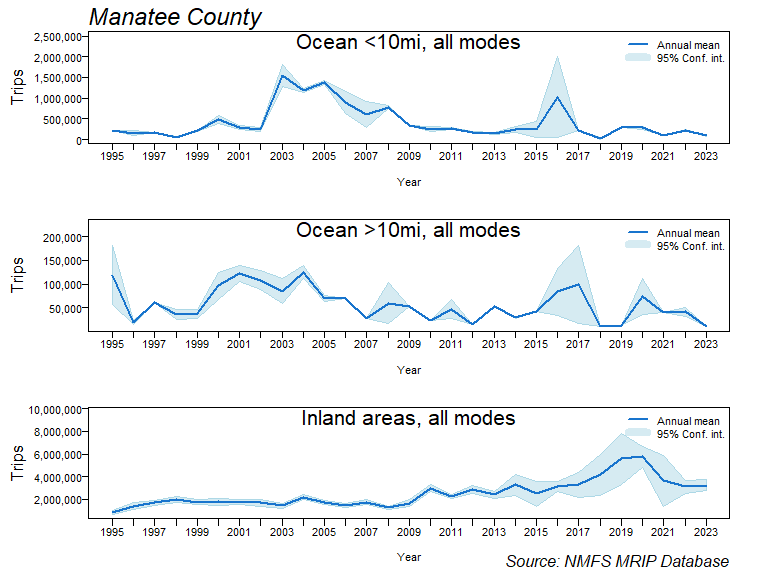 Manatee County
Ocean <10mi, all modes
Annual mean
95% Conf. int.
Trips
2,500,000
2,000,000
1,500,000
1,000,000
500,000
0
1995 1997 1999 2001 2003 2005 2007 2009 2011 2013 2015 2017 2019 2021 2023
Year
Ocean >10mi, all modes
Annual mean
95% Conf. int.
Trips
200,000
150,000
100,000
50,000
1995 1997 1999 2001 2003 2005 2007 2009 2011 2013 2015 2017 2019 2021 2023
Year
Inland areas, all modes
Annual mean
95% Conf. int.
Trips
10,000,000
8,000,000
6,000,000
4,000,000
2,000,000
1995 1997 1999 2001 2003 2005 2007 2009 2011 2013 2015 2017 2019 2021 2023
Year
Source: NMFS MRIP Database